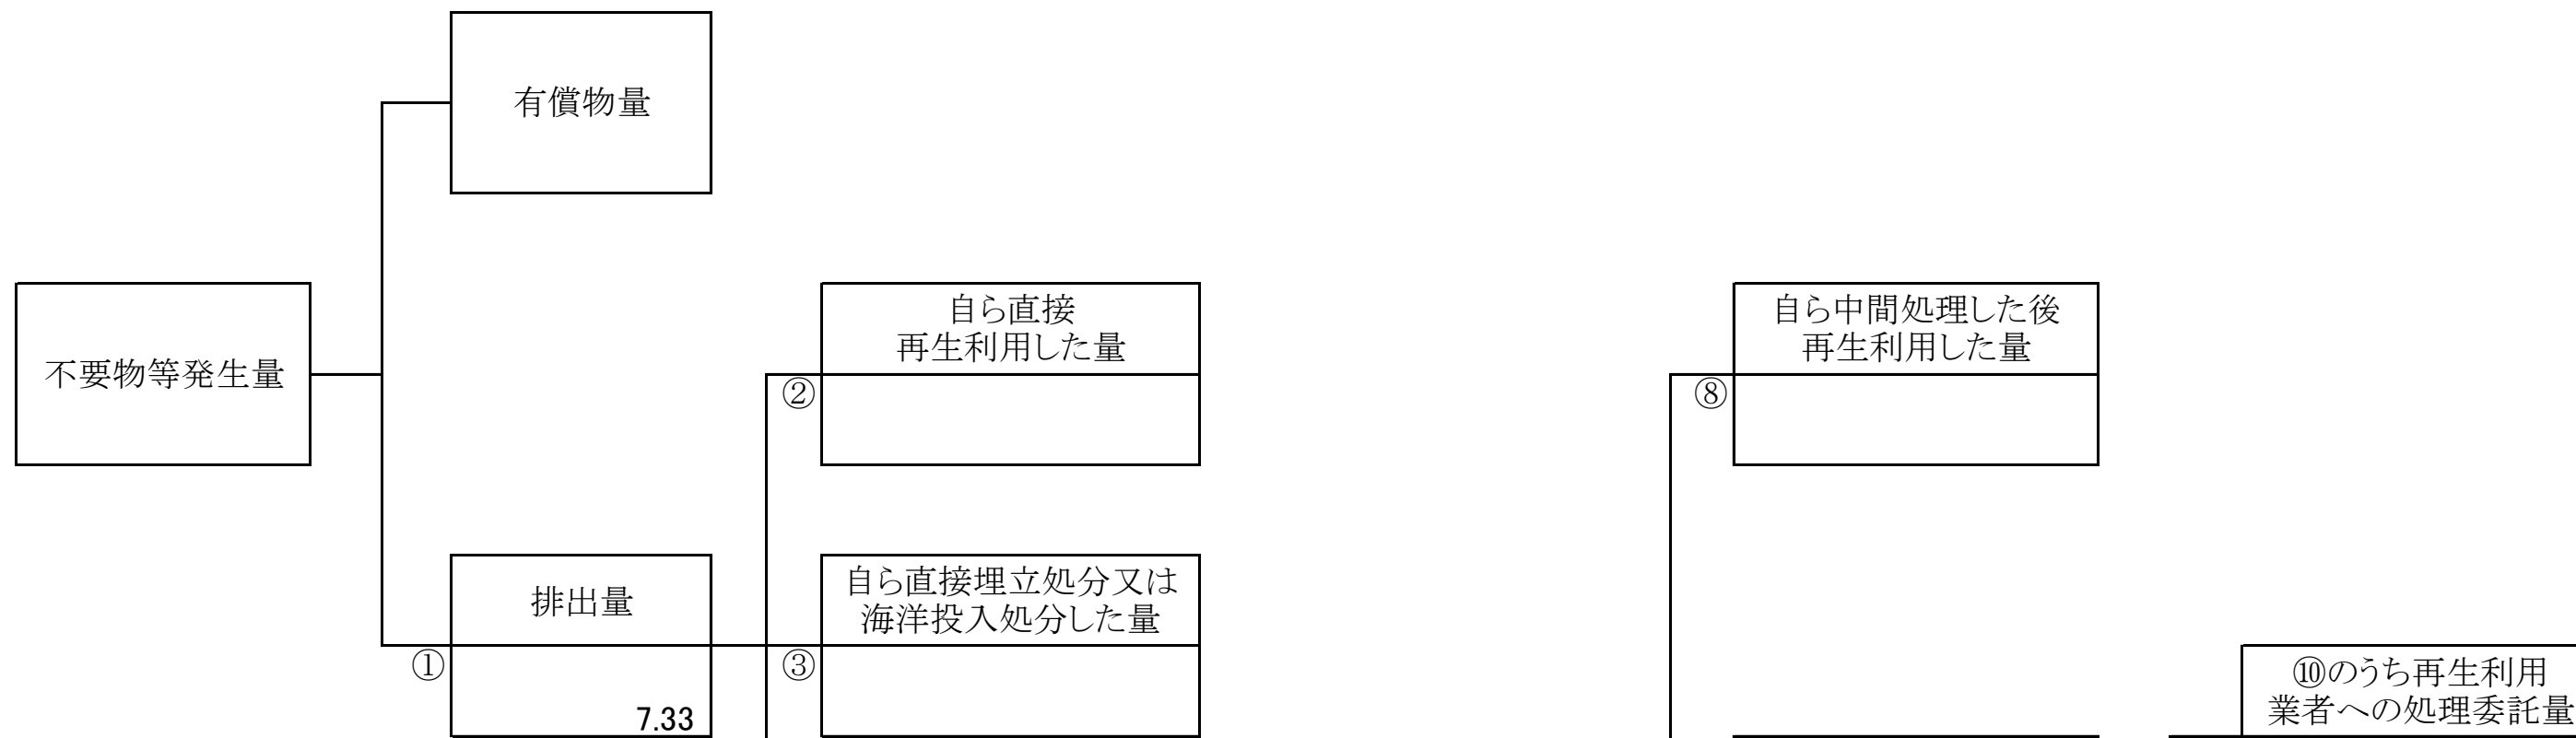 有償物量
不要物等発生量
自ら直接
再生利用した量
②
自ら中間処理した後
再生利用した量
⑧
排出量
①
7.33
自ら直接埋立処分又は
海洋投入処分した量
③
⑩のうち再生利用
業者への処理委託量